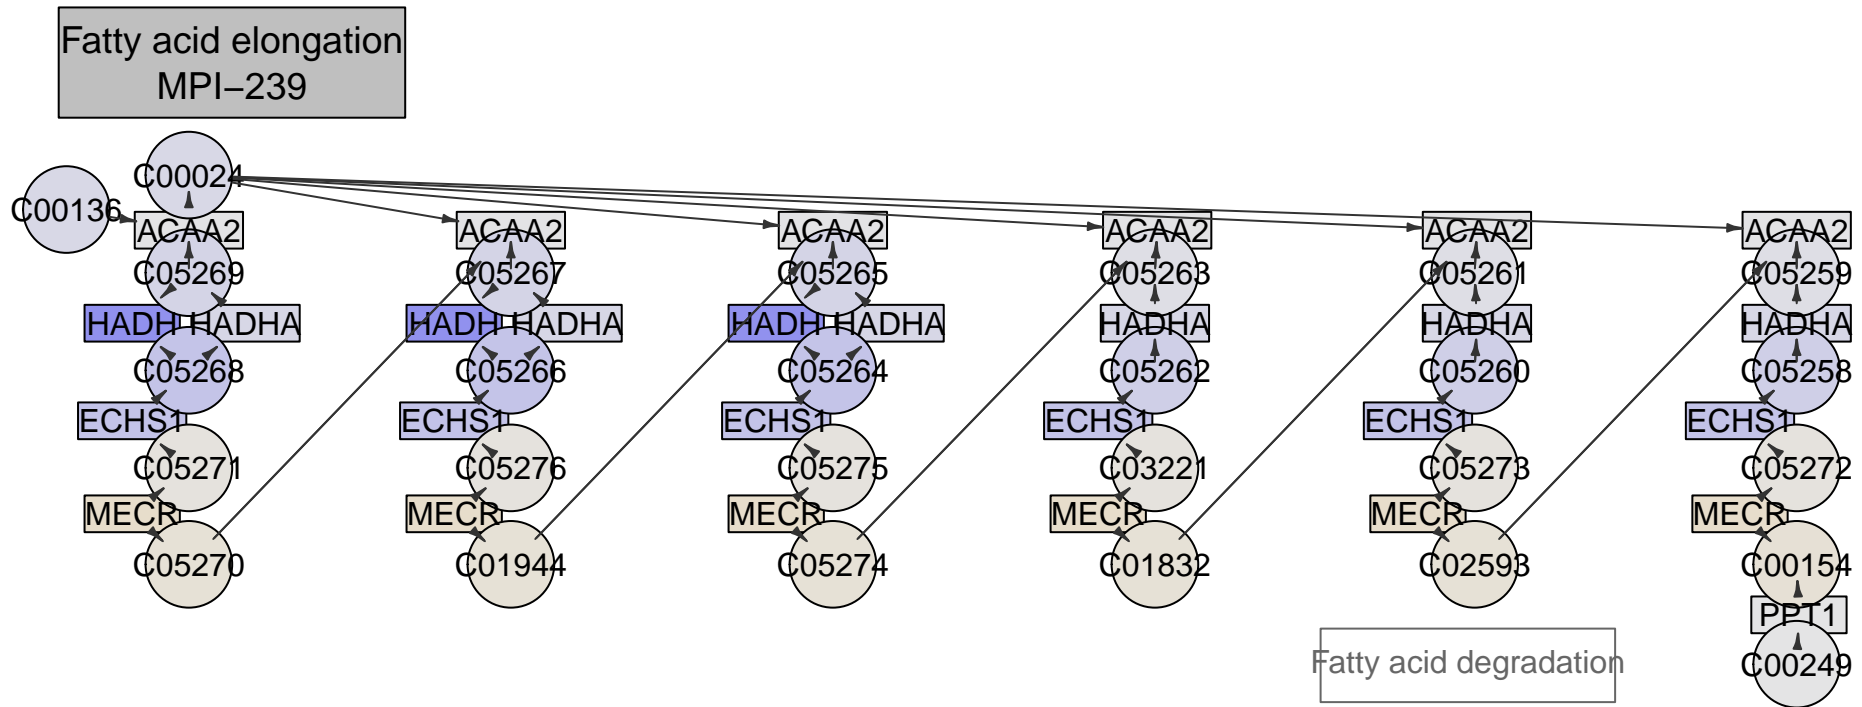 Fatty acid elongation
MPI−239
C00024
C00136
ACAA2 ACAA2 ACAA2 ACAA2 ACAA2 ACAA2
C05269 C05267 C05265 C05263 C05261 C05259
HADH HADHA HADH HADHA HADH HADHA HADHA HADHA HADHA
C05268 C05266 C05264 C05262 C05260 C05258
ECHS1 ECHS1 ECHS1 ECHS1 ECHS1 ECHS1
C05271 C05276 C05275 C03221 C05273 C05272
MECR MECR MECR MECR MECR MECR
C05270 C01944 C05274 C01832 C02593 C00154
PPT1
Fatty acid degradation C00249